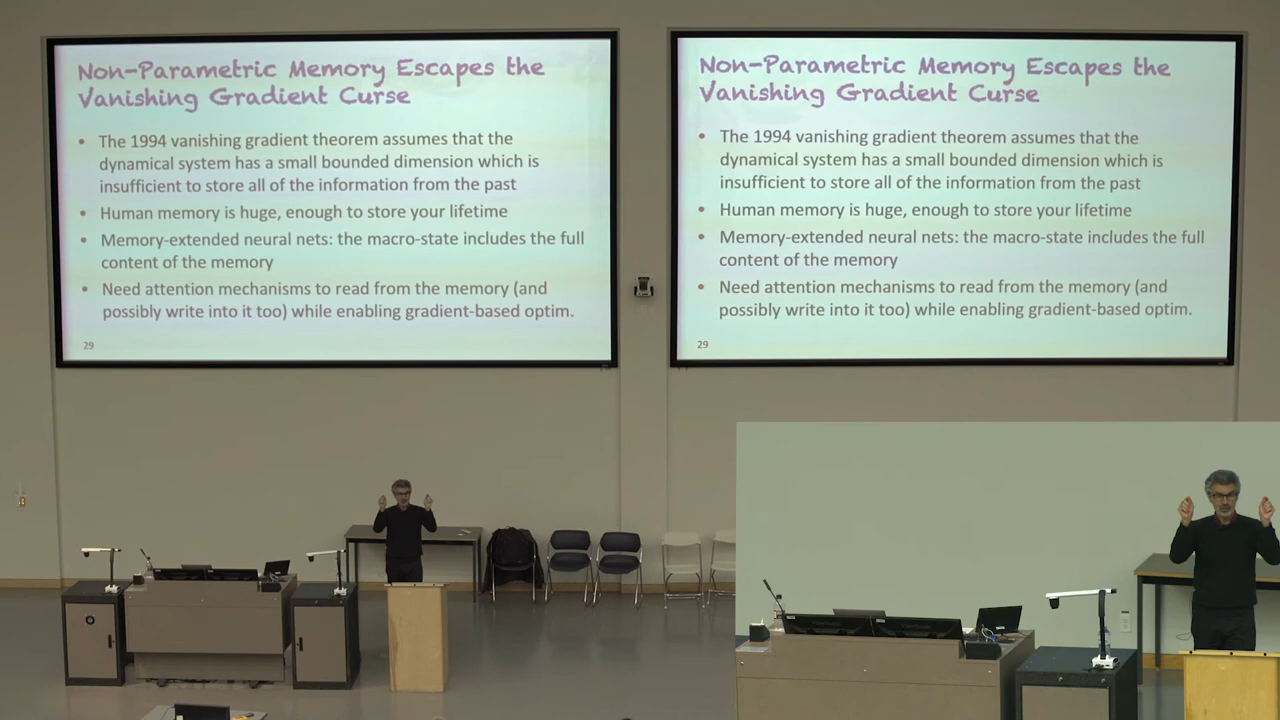 Non-Parametric Memory Escapes the
Vanishing Gradient Curse
• The 1994 vanishing gradient theorem assumes that the
dynamical system has a small bounded dimension which is
insufficient to store all of the information from the past
• Human memory is huge, enough to store your lifetime
• Memory-extended neural nets: the macro-state includes the full
content of the memory
• Need attention mechanisms to read from the memory (and
possibly write into it too) while enabling gradient-based optim.
29
Non-Parametric Memory Escapes the
Vanishing Gradient Curse
• The 1994 vanishing gradient theorem assumes that the
dynamical system has a small bounded dimension which is
insufficient to store all of the information from the past
• Human memory is huge, enough to store your lifetime
• Memory-extended neural nets: the macro-state includes the full
content of the memory
• Need attention mechanisms to read from the memory (and
possibly write into it too) while enabling gradient-based optim.
29